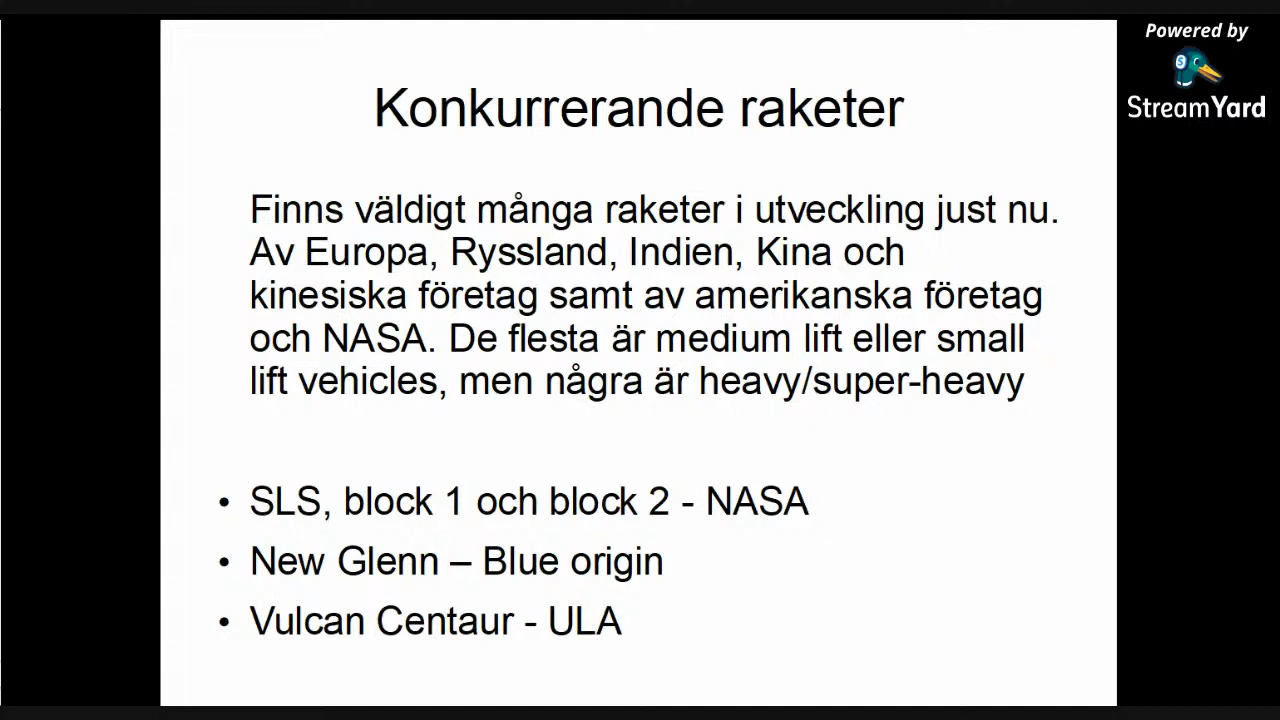 Powered by
StreamYard
Konkurrerande raketer
Finns väldigt många raketer i utveckling just nu.
Av Europa, Ryssland, Indien, Kina och
kinesiska företag samt av amerikanska företag
och NASA. De flesta är medium lift eller small
lift vehicles, men några är heavy/super-heavy
• SLS, block 1 och block 2 - NASA
• New Glenn – Blue origin
• Vulcan Centaur - ULA